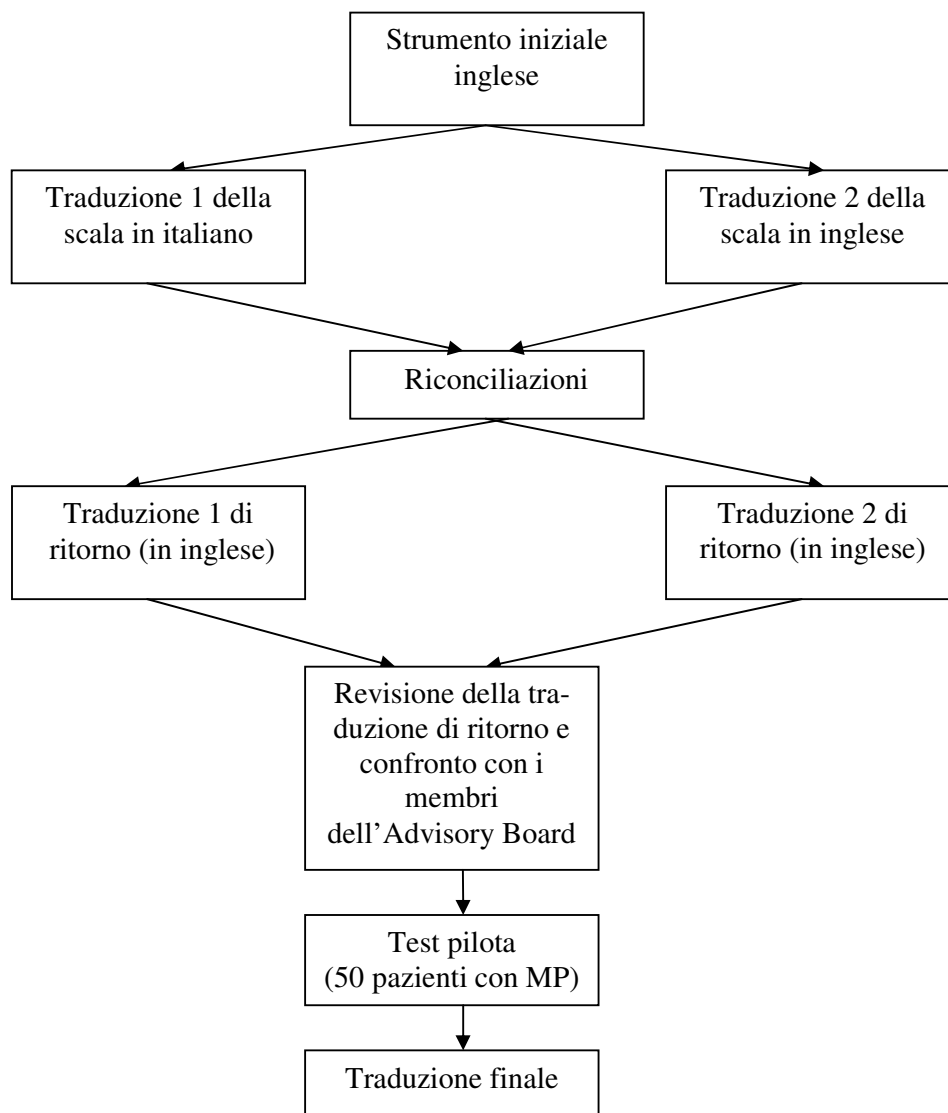 Strumento iniziale
inglese
Traduzione 1 della
scala in italiano
Traduzione 2 della
scala in inglese
Riconciliazioni
Traduzione 1 di
ritorno (in inglese)
Traduzione 2 di
ritorno (in inglese)
Revisione della tra-
duzione di ritorno e
confronto con i
membri
dell’Advisory Board
Test pilota
(50 pazienti con MP)
Traduzione finale